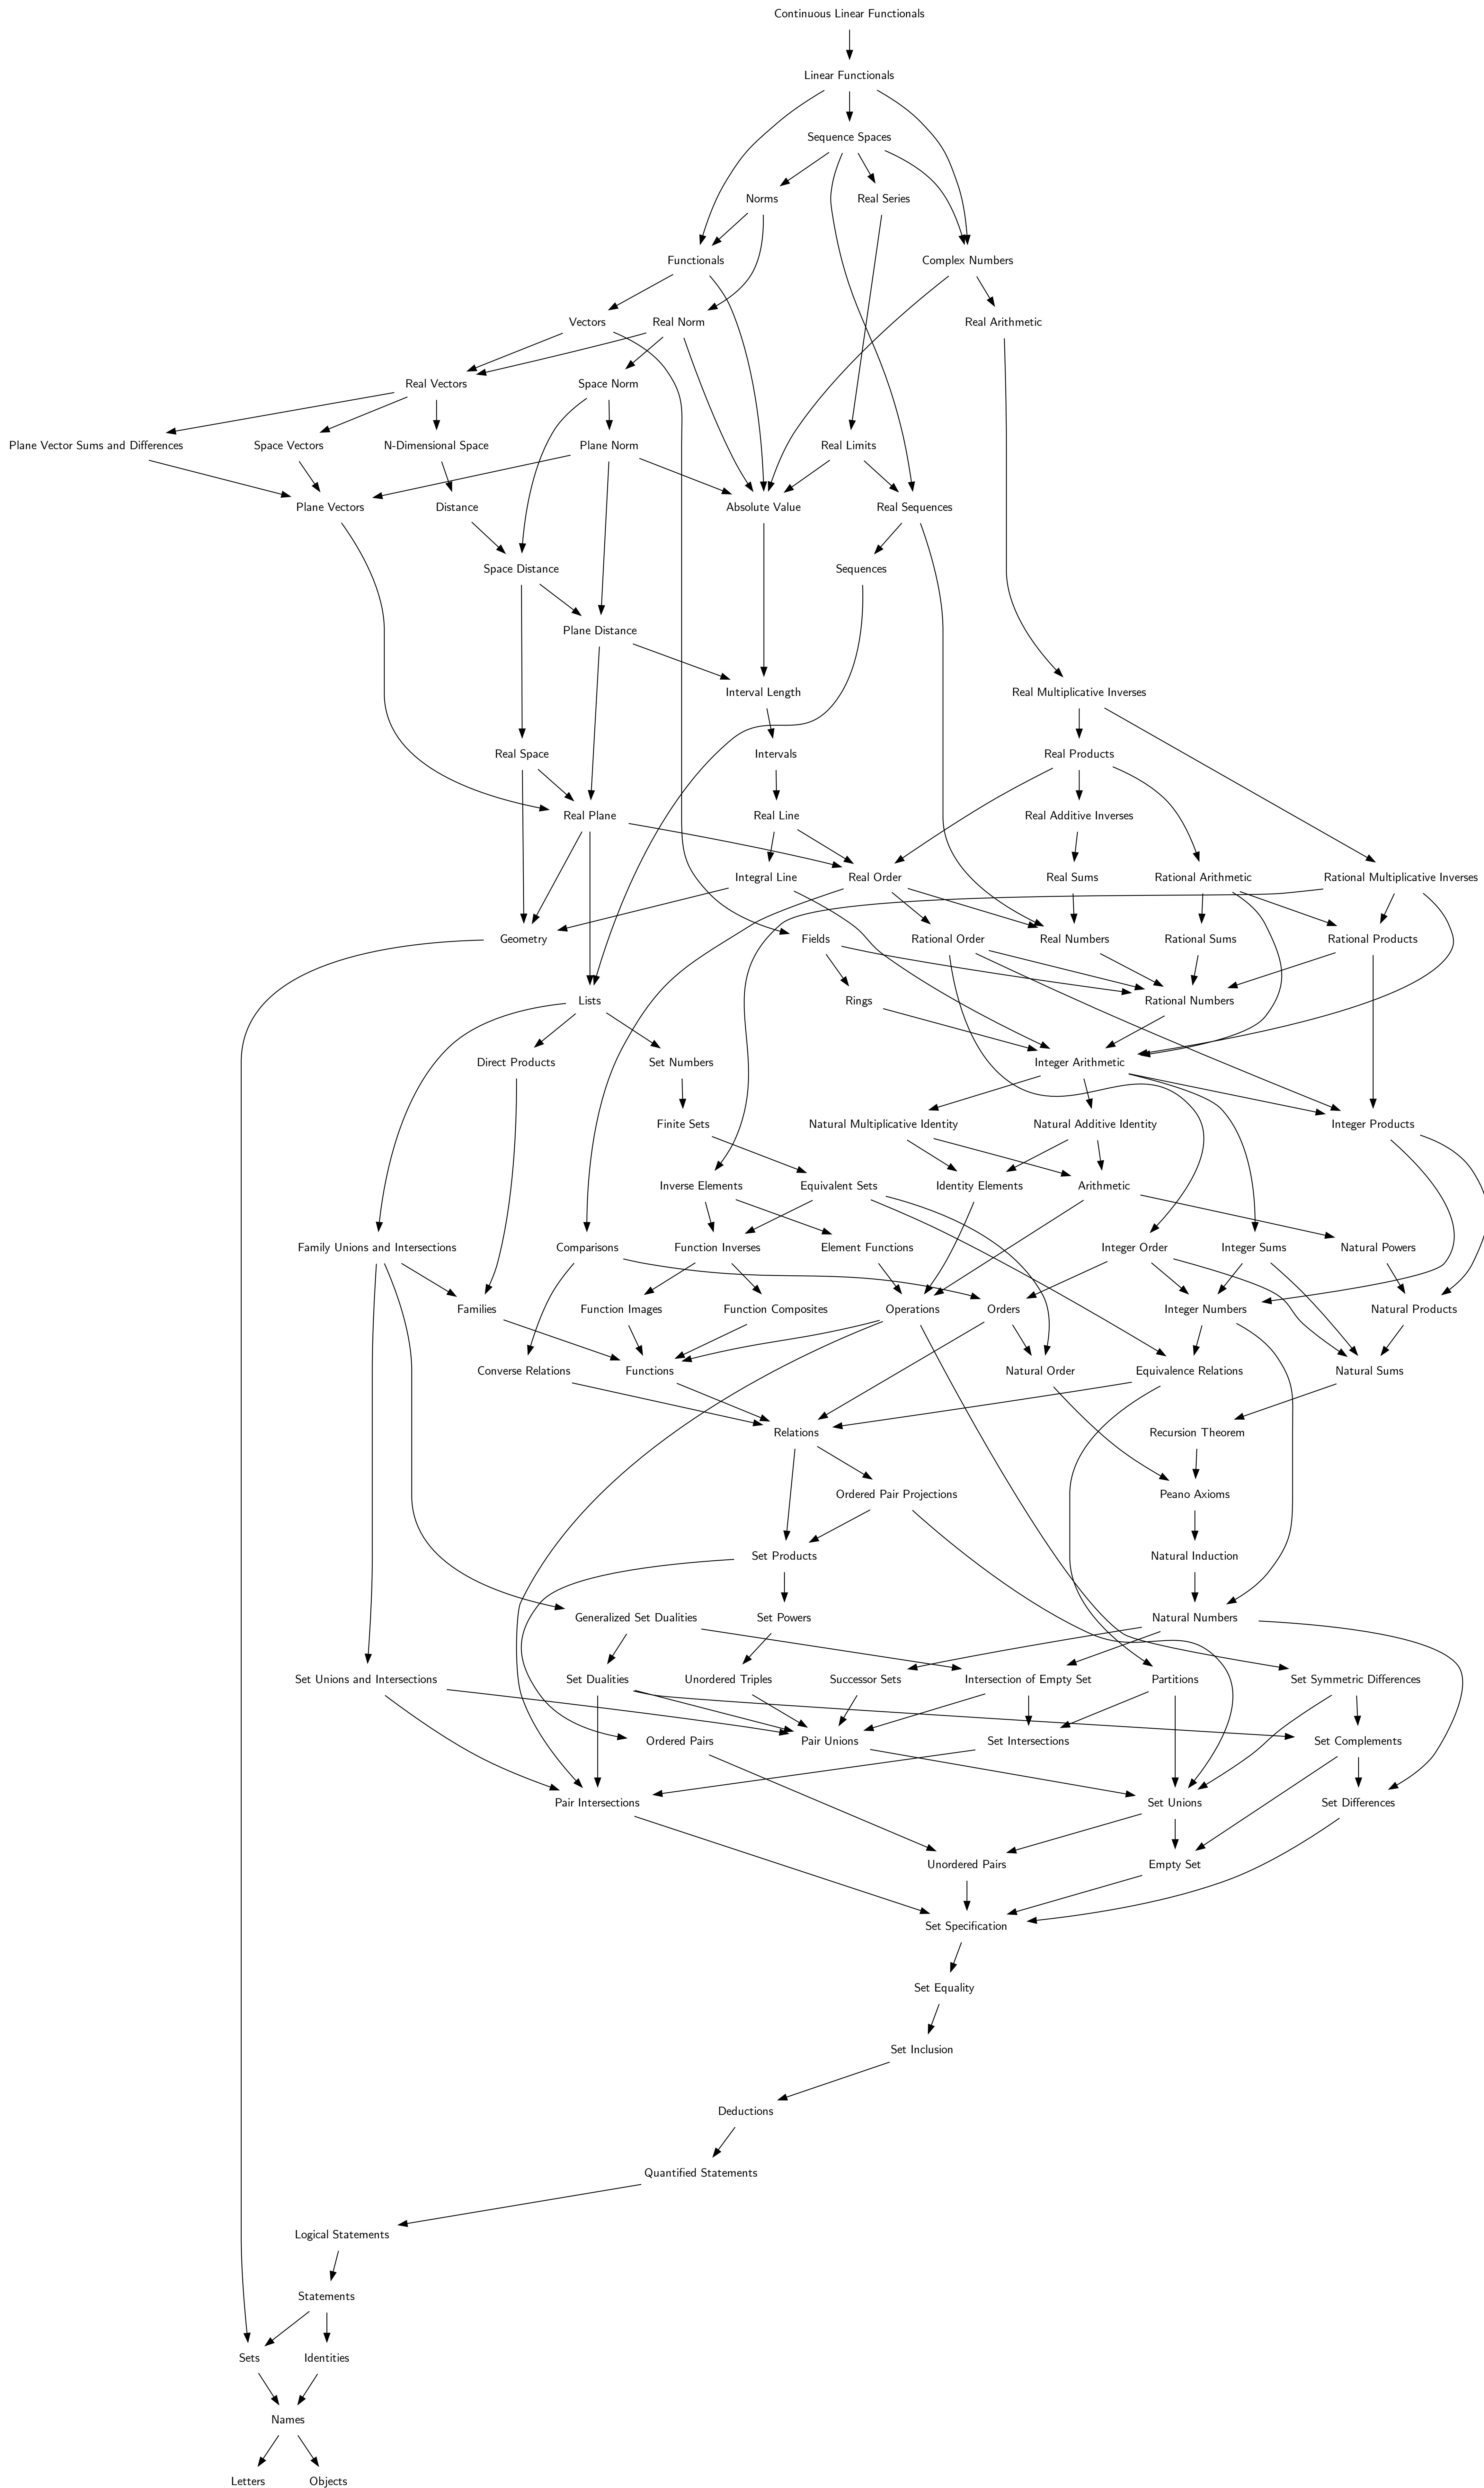 Continuous Linear Functionals
Linear Functionals
Sequence Spaces
Norms
Real Series
Functionals
Complex Numbers
Vectors
Real Norm
Real Arithmetic
Real Vectors
Space Norm
Plane Vector Sums and Differences
Space Vectors
N-Dimensional Space
Plane Norm
Real Limits
Plane Vectors
Distance
Absolute Value
Real Sequences
Space Distance
Sequences
Plane Distance
Interval Length
Real Multiplicative Inverses
Real Space
Intervals
Real Products
Real Plane
Real Line
Real Additive Inverses
Integral Line
Real Order
Real Sums
Rational Arithmetic
Rational Multiplicative Inverses
Geometry
Fields
Rational Order
Real Numbers
Rational Sums
Rational Products
Lists
Rings
Rational Numbers
Direct Products
Set Numbers
Integer Arithmetic
Finite Sets
Natural Multiplicative Identity
Natural Additive Identity
Integer Products
Inverse Elements
Equivalent Sets
Identity Elements
Arithmetic
Family Unions and Intersections
Comparisons
Function Inverses
Element Functions
Integer Order
Integer Sums
Natural Powers
Families
Function Images
Function Composites
Operations
Orders
Integer Numbers
Natural Products
Converse Relations
Functions
Natural Order
Equivalence Relations
Natural Sums
Relations
Recursion Theorem
Ordered Pair Projections
Peano Axioms
Set Products
Natural Induction
Generalized Set Dualities
Set Powers
Natural Numbers
Set Unions and Intersections
Set Dualities
Unordered Triples
Successor Sets
Intersection of Empty Set
Partitions
Set Symmetric Differences
Ordered Pairs
Pair Unions
Set Intersections
Set Complements
Pair Intersections
Set Unions
Set Differences
Unordered Pairs
Empty Set
Set Specification
Set Equality
Set Inclusion
Deductions
Quantified Statements
Logical Statements
Statements
Sets
Identities
Names
Letters
Objects